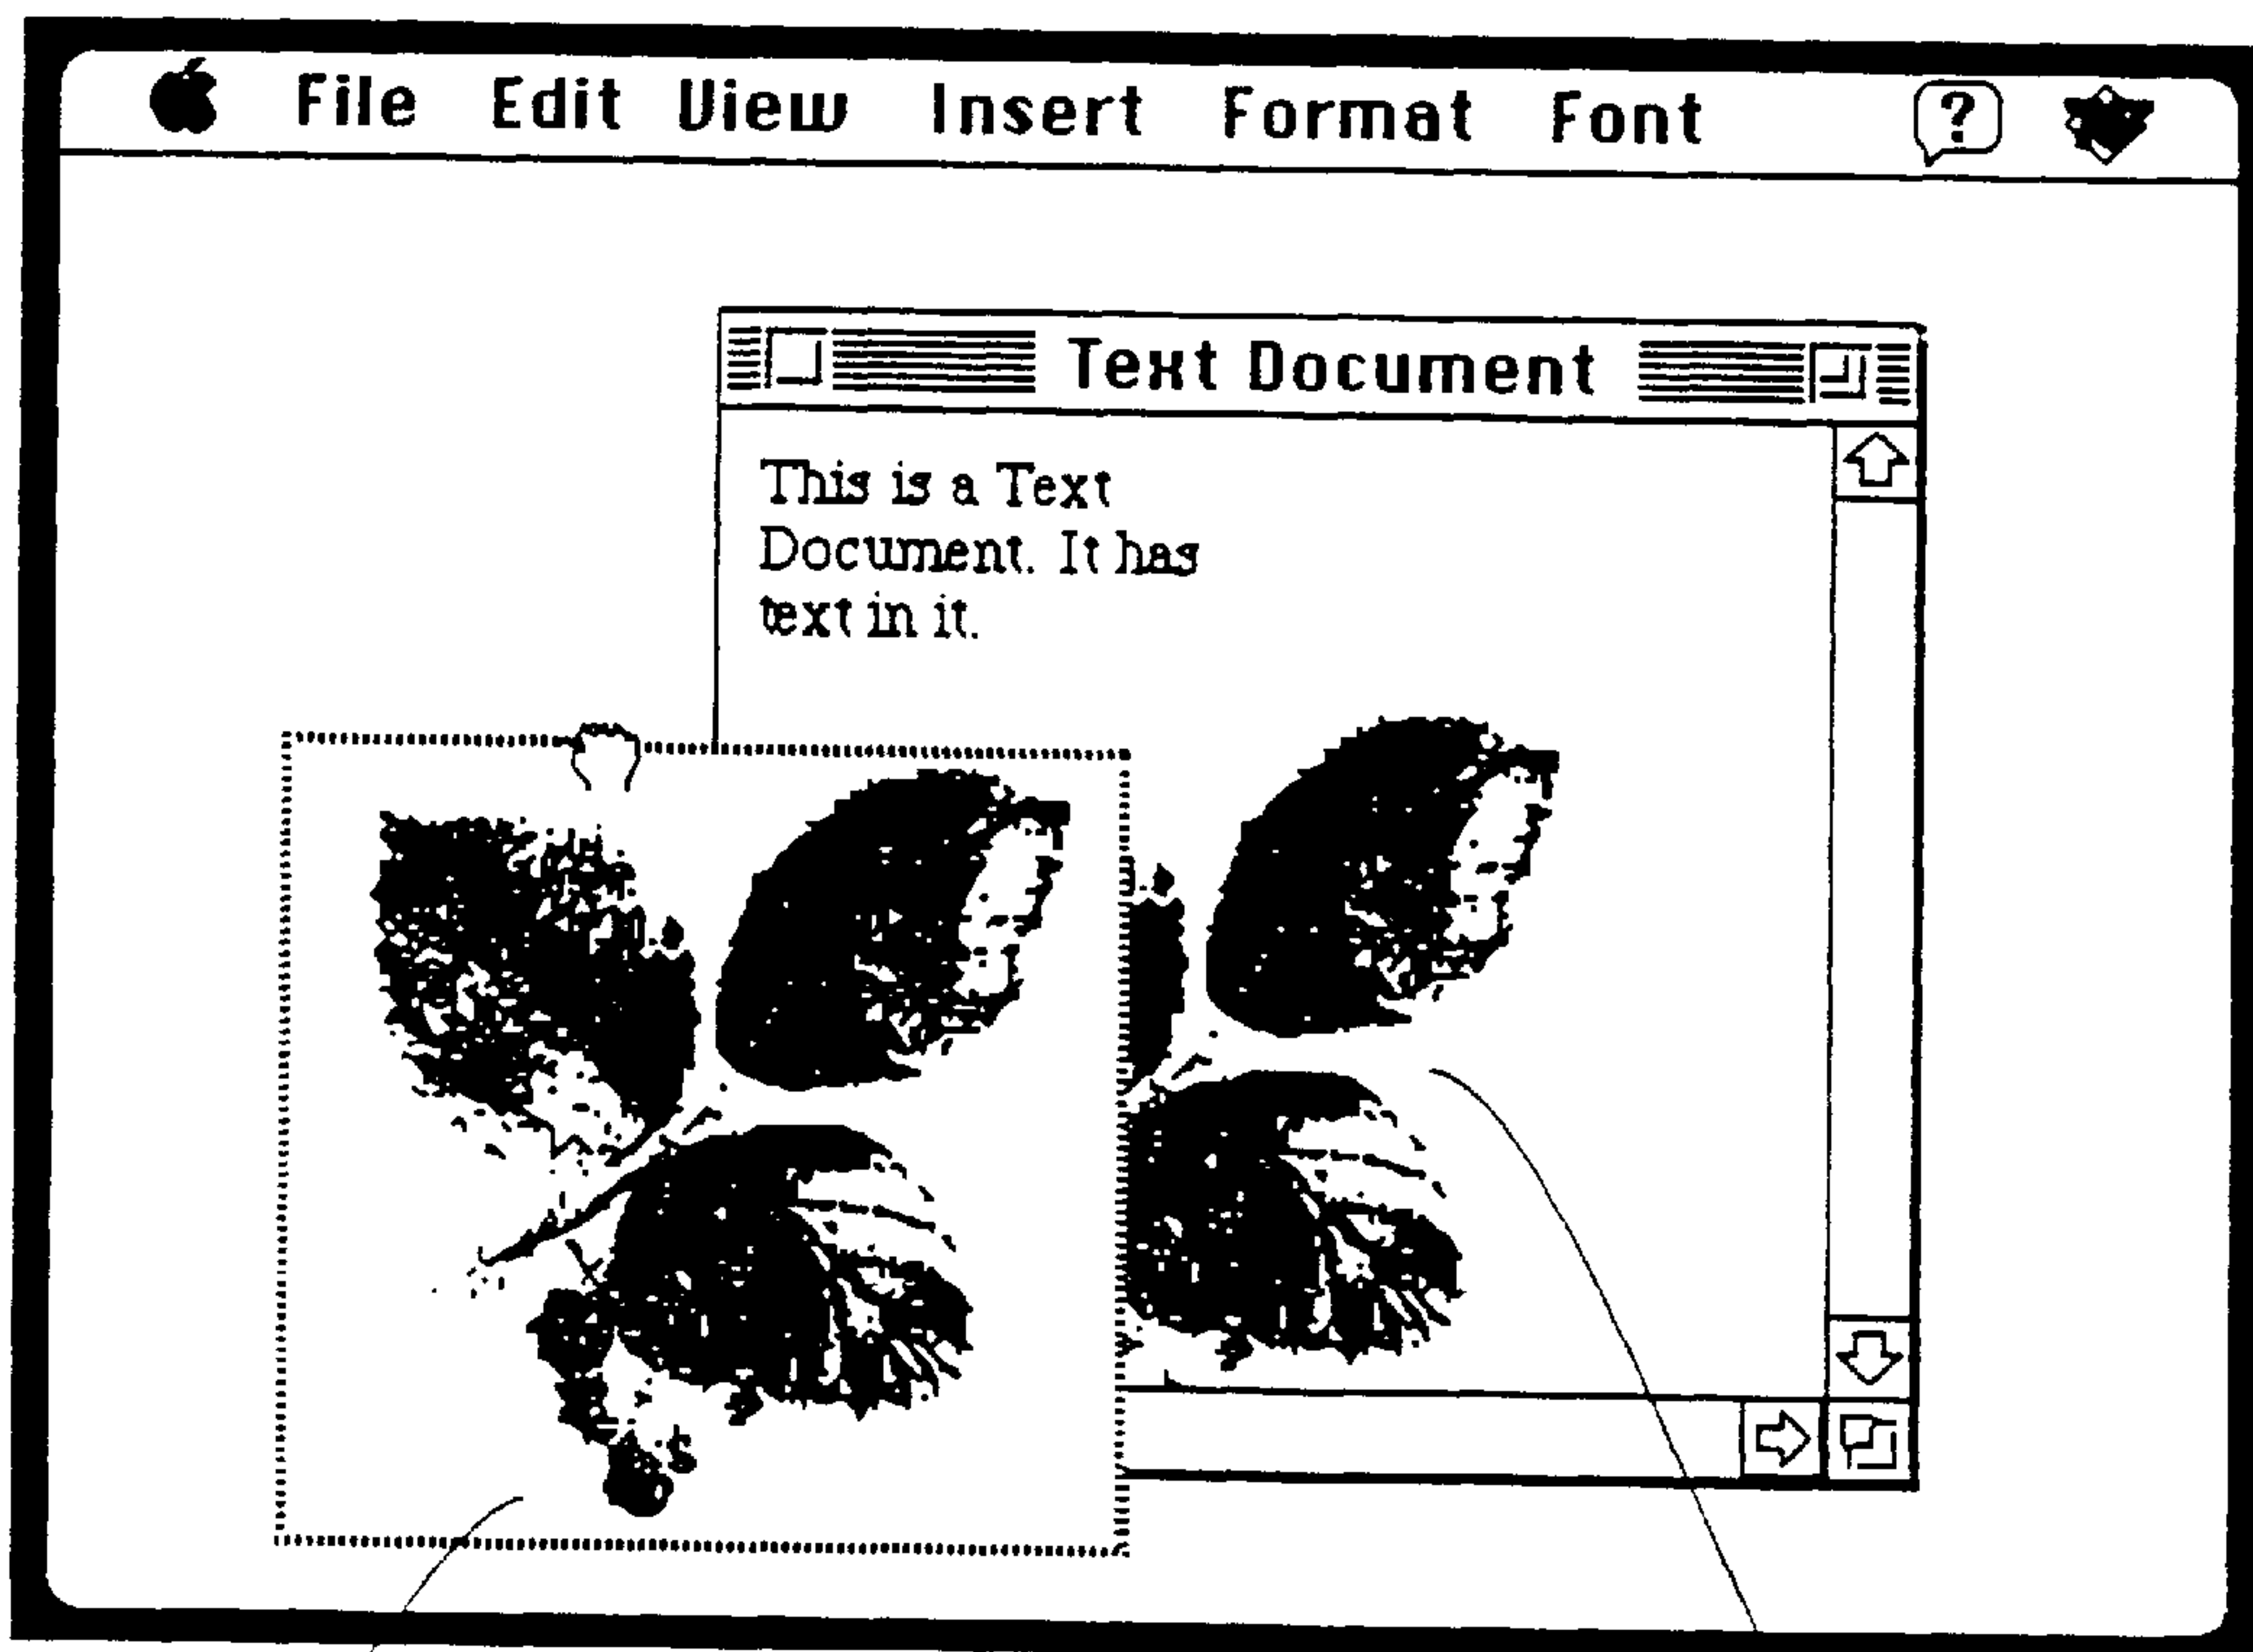 File Edit View Insert Format Font ?
Text Document
This is a Text
Document. It has
text in it.